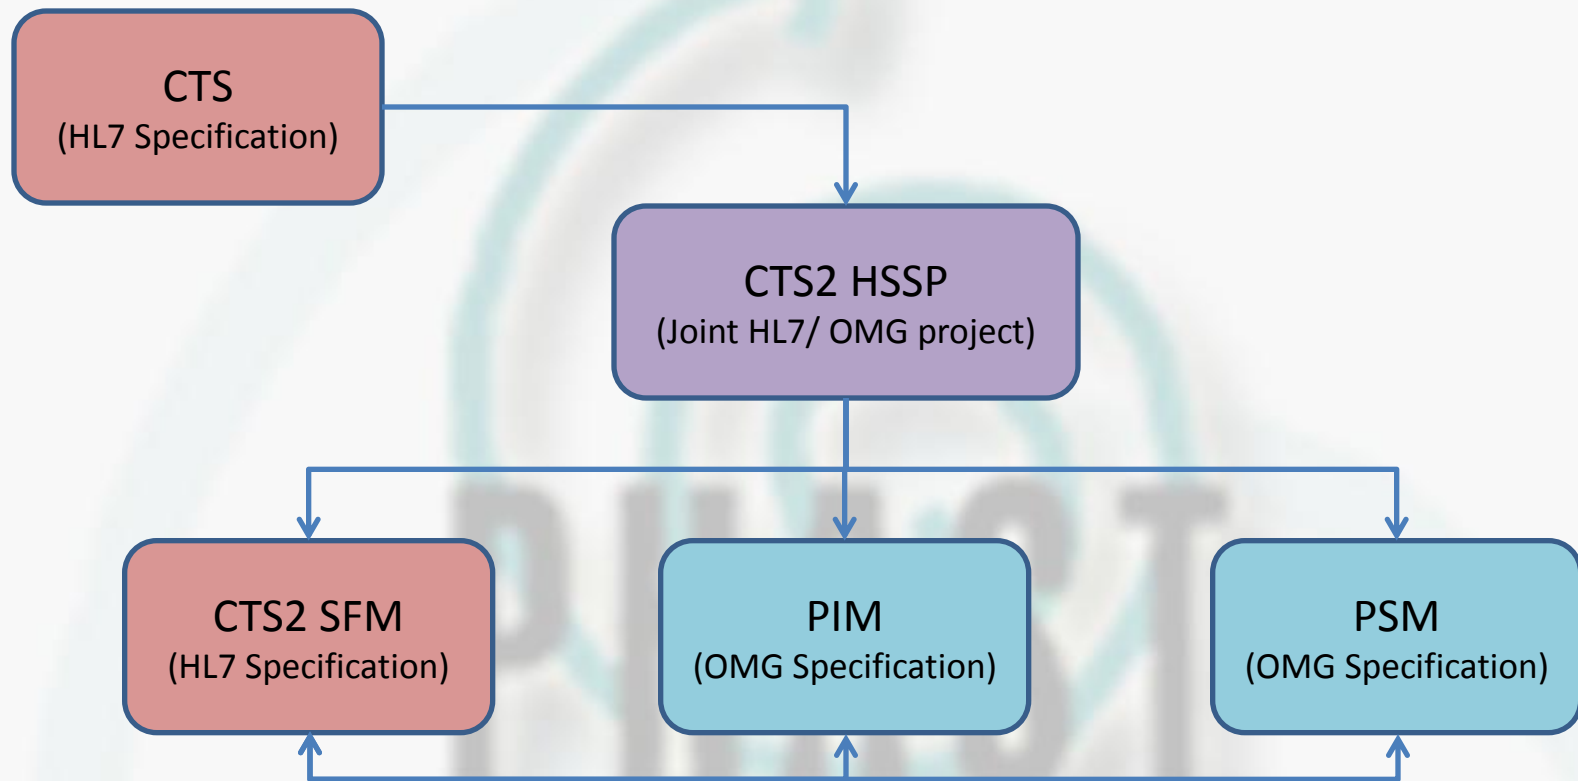 CTS
(HL7 Specification)
CTS2 HSSP
(Joint HL7/ OMG project)
CTS2 SFM
(HL7 Specification)
PIM
(OMG Specification)
PSM
(OMG Specification)
PHAST